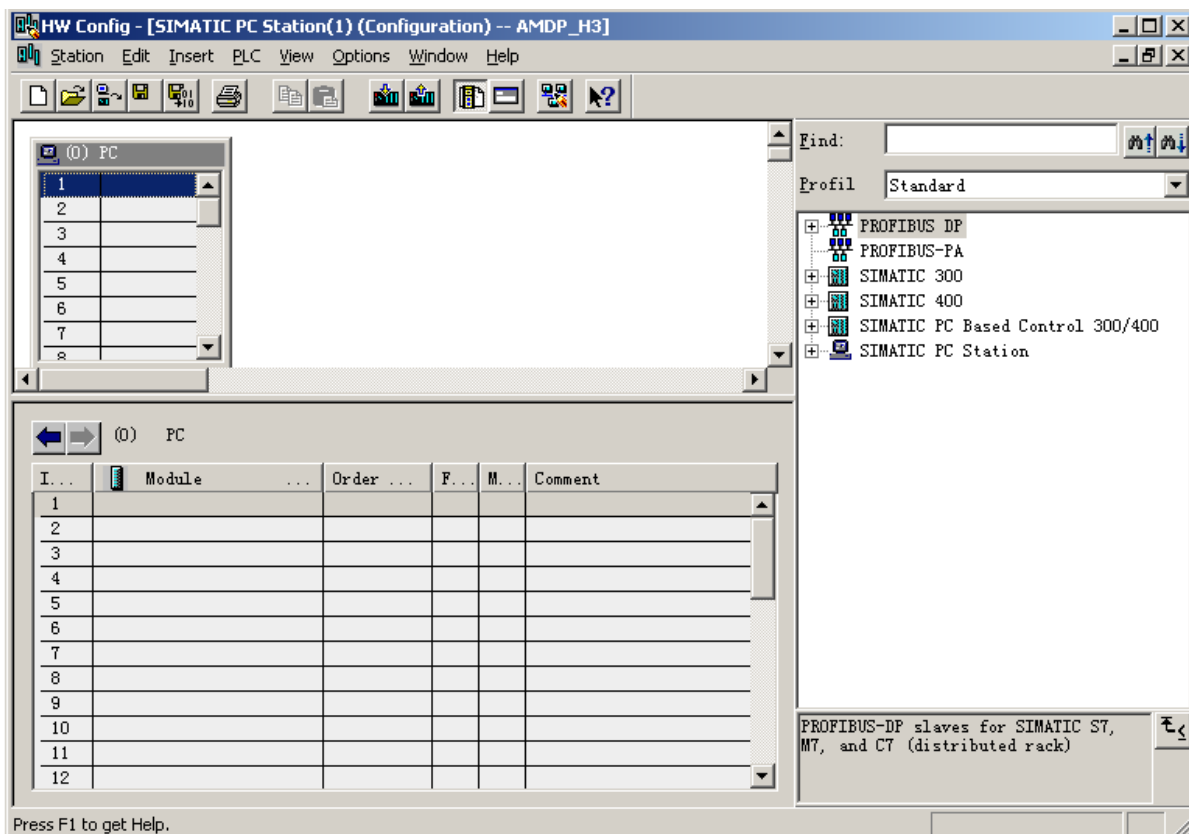 HW Config - [SIMATIC PC Station(1) (Configuration) -- AMDP_H3]
Station Edit Insert PLC View Options Window Help
(0) PC
1
2
3
4
5
6
7
8
Find:
Profil Standard
PROFIBUS DP
PROFIBUS-PA
SIMATIC 300
SIMATIC 400
SIMATIC PC Based Control 300/400
SIMATIC PC Station
(0) PC
I... Module ... Order ... F... M... Comment
1
2
3
4
5
6
7
8
9
10
11
12
PROFIBUS-DP slaves for SIMATIC S7,
M7, and C7 (distributed rack)
Press F1 to get Help.